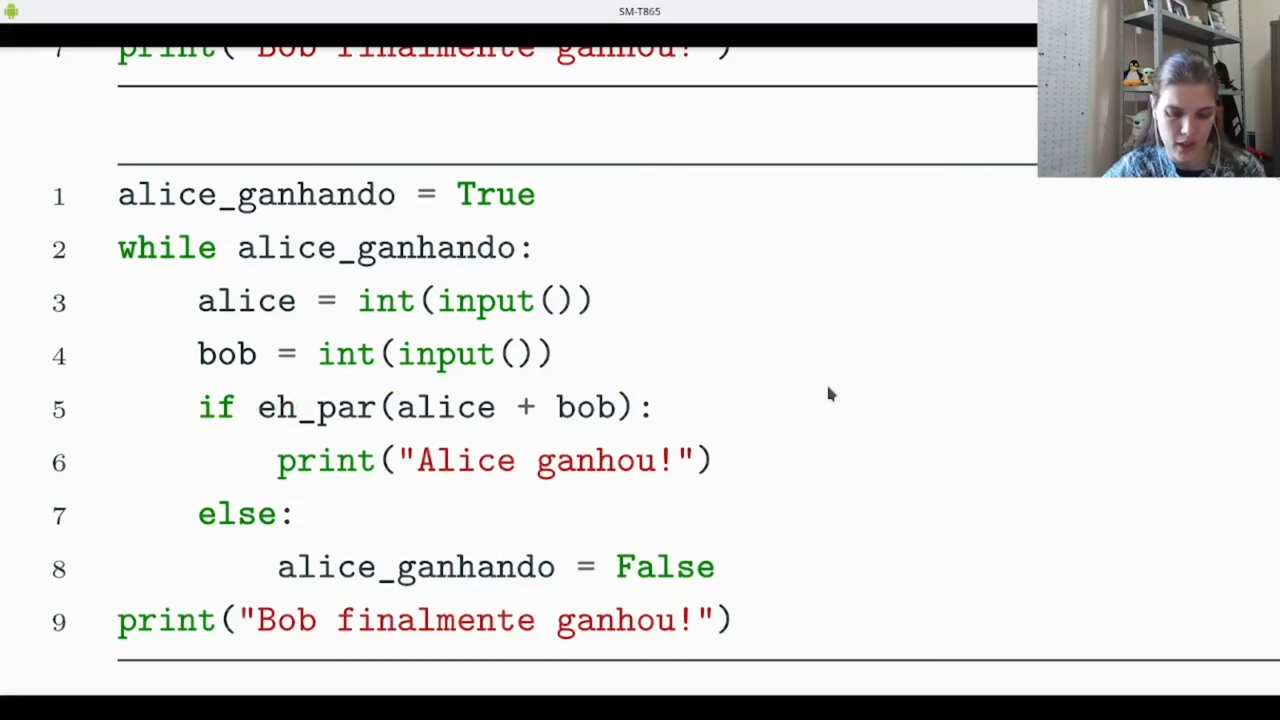 SM-T865
7 print("Bob finalmente ganhou!")
1 alice_ganhando = True
2 while alice_ganhando:
3     alice = int(input())
4     bob = int(input())
5     if eh_par(alice + bob):
6         print("Alice ganhou!")
7     else:
8         alice_ganhando = False
9 print("Bob finalmente ganhou!")